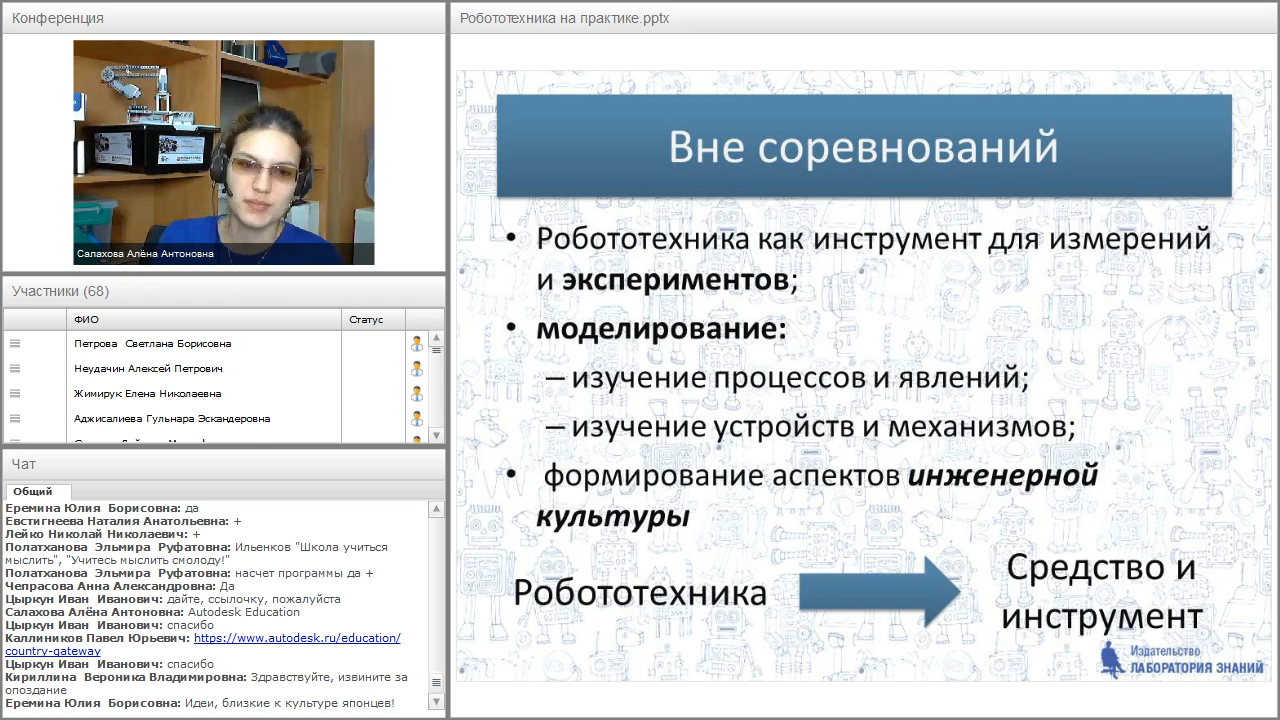 Конференция
Салахова Алёна Антоновна
Участники (68)
ФИО
Статус
Петрова Светлана Борисовна
Неудачин Алексей Петрович
Жимирук Елена Николаевна
Аджисалиева Гульнара Эскандеровна
Чат
Общий
Еремина Юлия Борисовна: да
Евстигнеева Наталия Анатольевна: +
Лейко Николай Николаевич: +
Полатханова Эльмира Руфатовна: Ильенков "Школа учиться
мыслить", "Учитесь мыслить смолоду!"
Полатханова Эльмира Руфатовна: насчет программы да +
Чепрасова Анна Александровна: Да
Цыркун Иван Иванович: дайте, ссылочку, пожалуйста
Салахова Алёна Антоновна: Autodesk Education
Цыркун Иван Иванович: спасибо
Каллиников Павел Юрьевич: https://www.autodesk.ru/education/
country-gateway
Цыркун Иван Иванович: спасибо
Кириллина Вероника Владимировна: Здравствуйте, извините за
опоздание
Еремина Юлия Борисовна: Идеи, близкие к культуре японцев!
Робототехника на практике.pptx
Вне соревнований
• Робототехника как инструмент для измерений
и экспериментов;
• моделирование:
– изучение процессов и явлений;
– изучение устройств и механизмов;
• формирование аспектов инженерной
культуры
Робототехника
Средство и
инструмент
Издательство
ЛАБОРАТОРИЯ ЗНАНИЙ